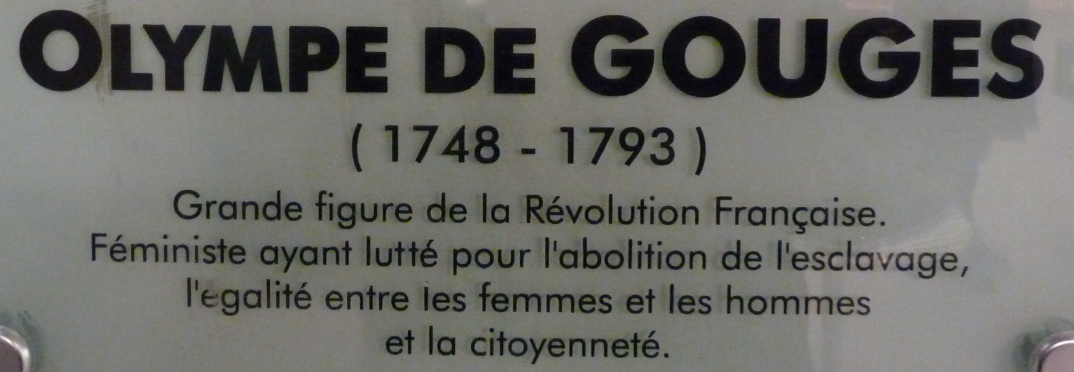 OLYMPE DE GOUGES
( 1748 - 1793 )
Grande figure de la Révolution Française.
Féministe ayant lutté pour l'abolition de l'esclavage,
l'egalité entre les femmes et les hommes
et la citoyenneté.